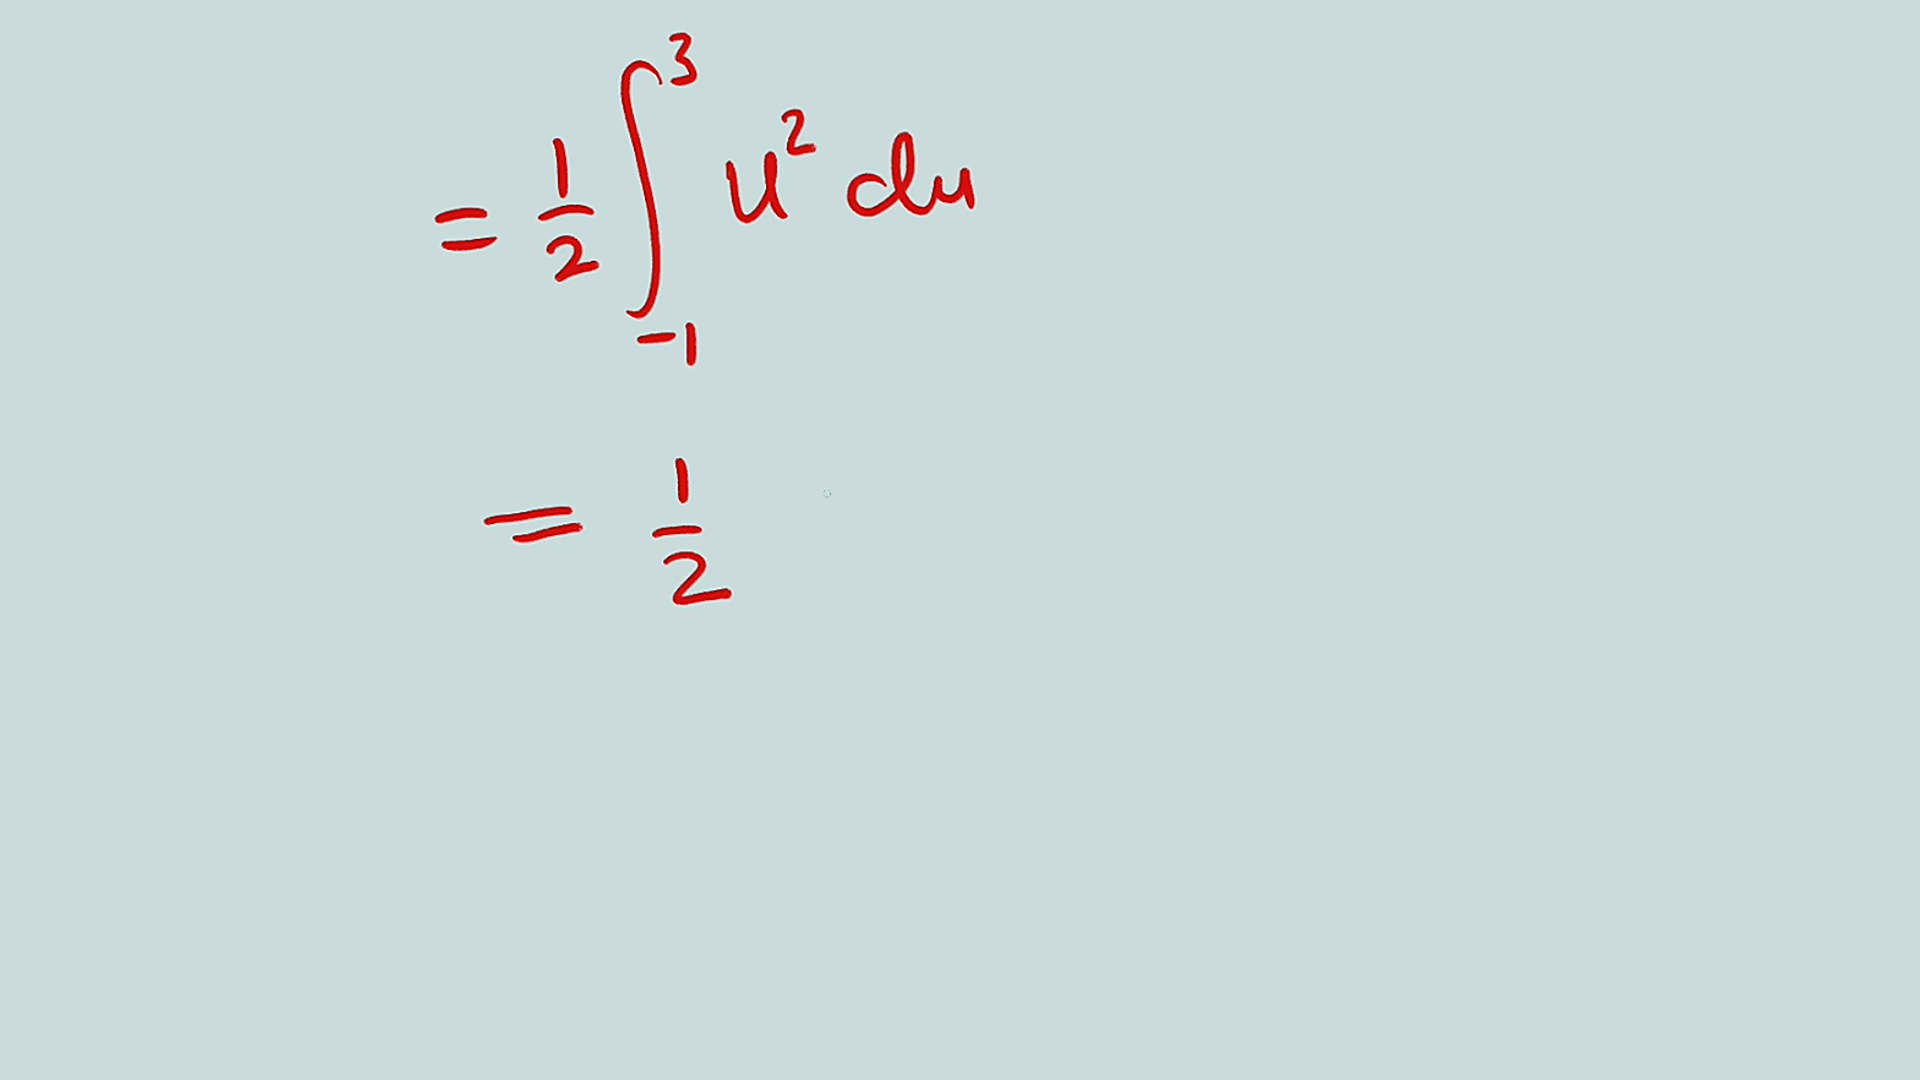 = 1/2 ∫_{-1}^{3} u² du
= 1/2